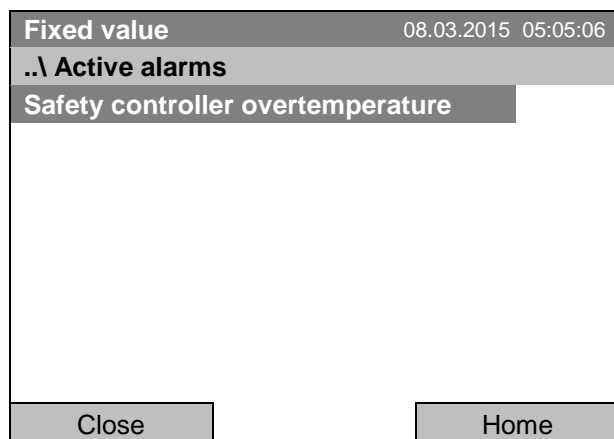 Fixed value 08.03.2015 05:05:06
..\ Active alarms
Safety controller overtemperature
Close Home